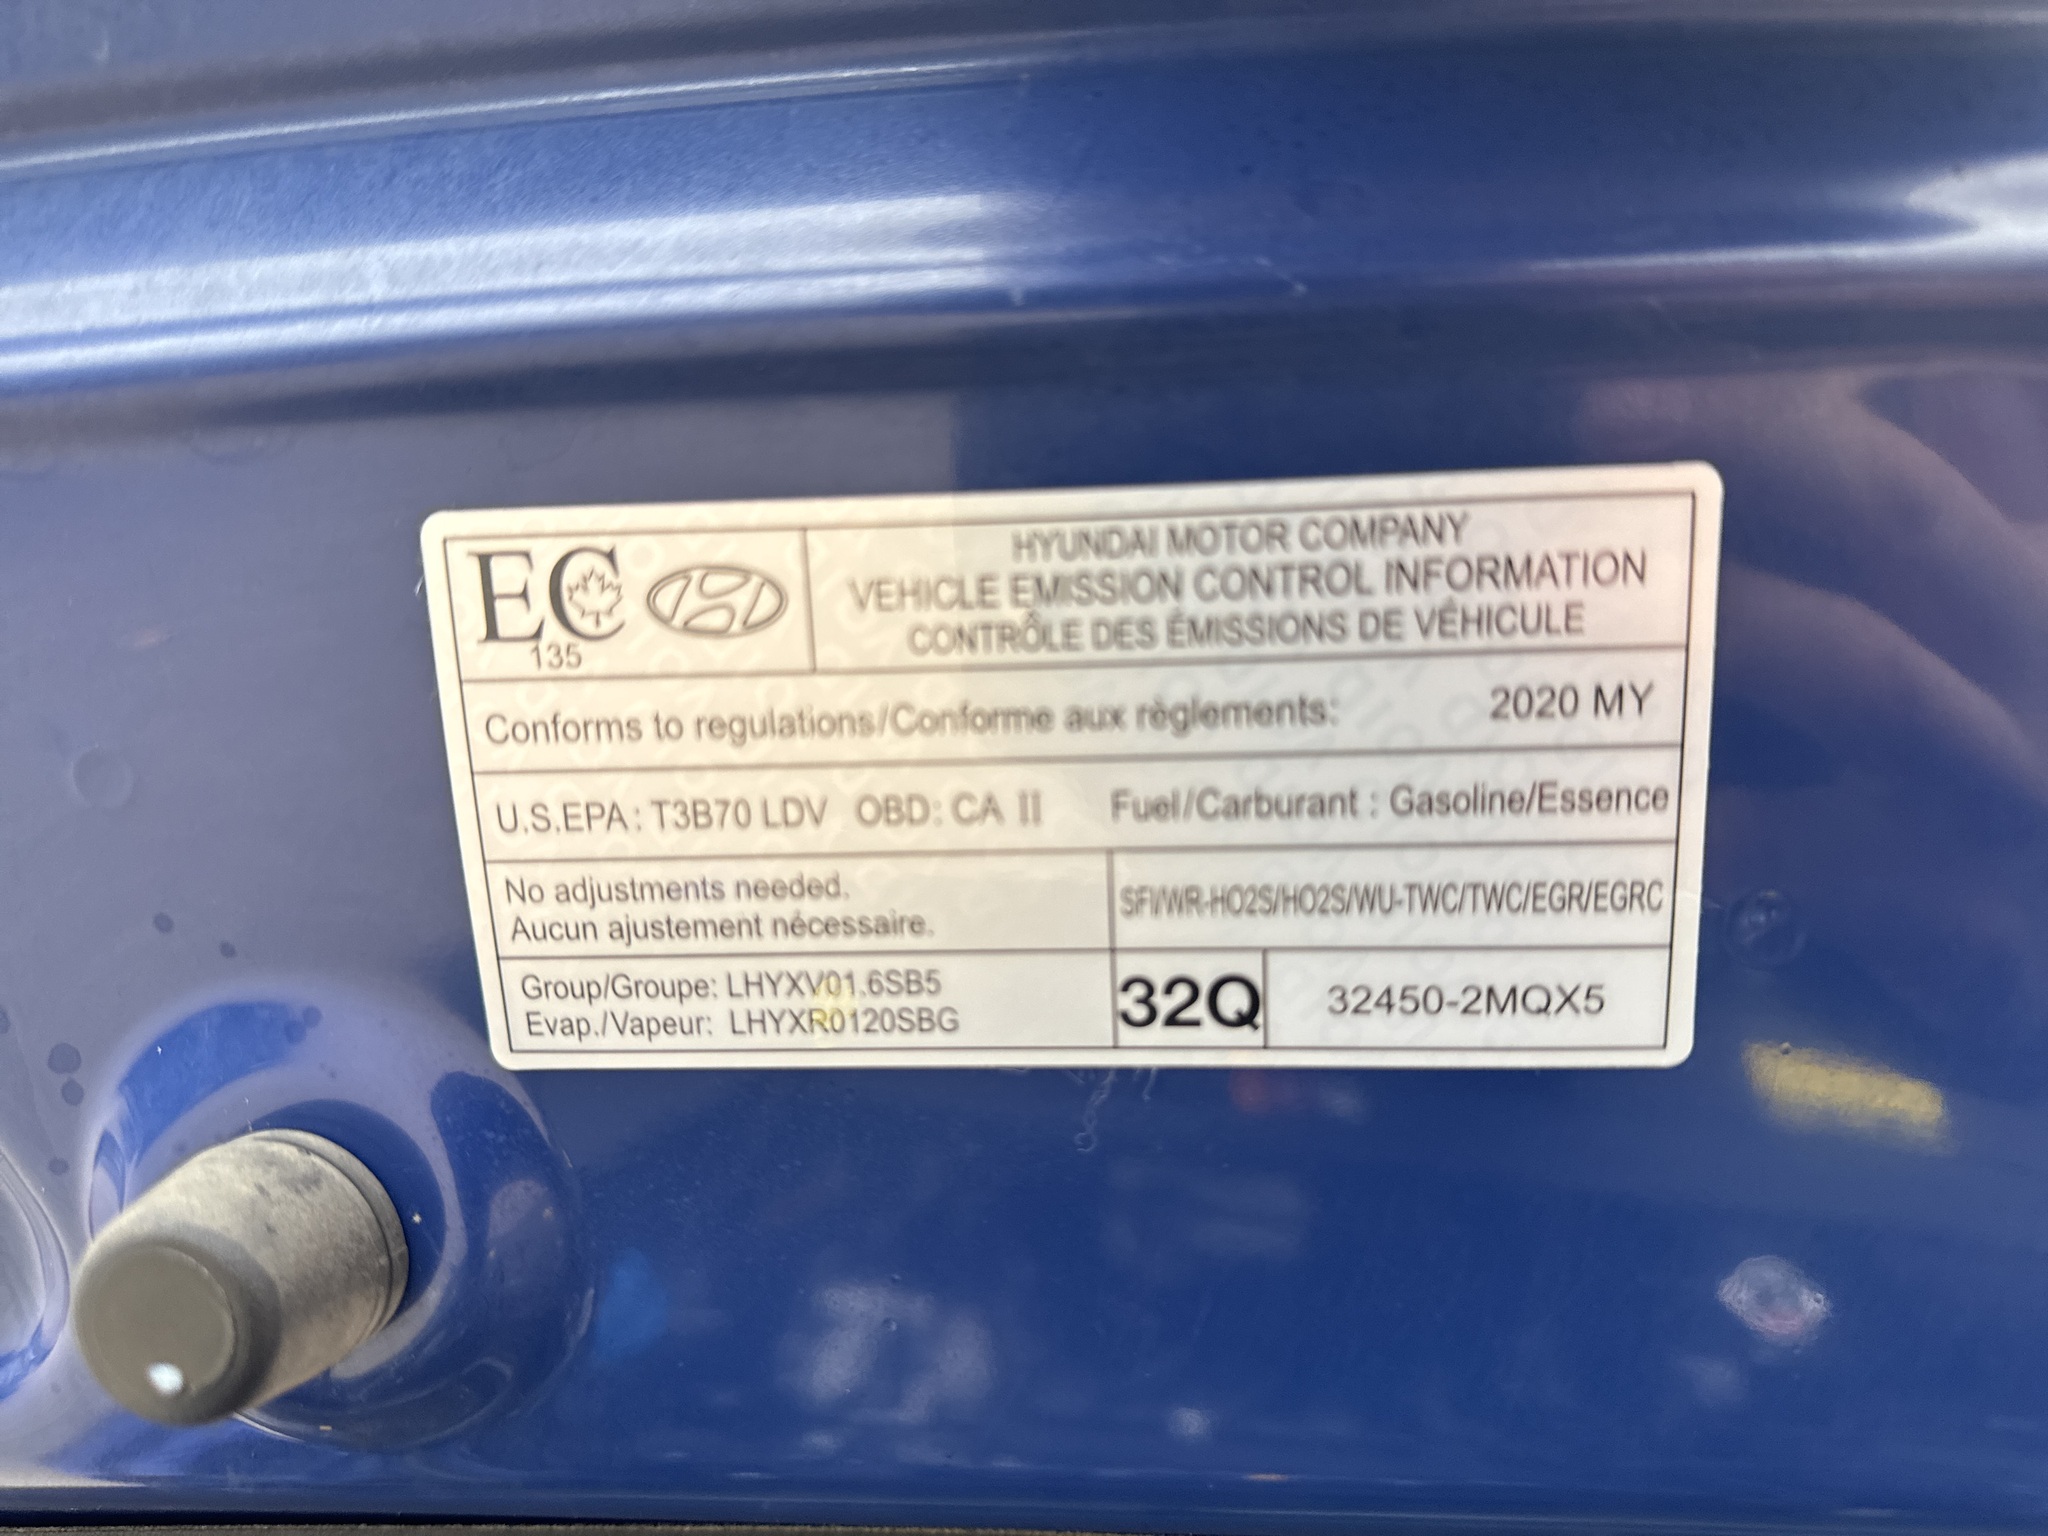 EC
135
HYUNDAI MOTOR COMPANY
VEHICLE EMISSION CONTROL INFORMATION
CONTRÔLE DES ÉMISSIONS DE VÉHICULE
Conforms to regulations/Conforme aux règlements: 2020 MY
U.S.EPA: T3B70 LDV OBD: CA II Fuel/Carburant : Gasoline/Essence
No adjustments needed.
Aucun ajustement nécessaire.
SFI/WR-HO2S/HO2S/WU-TWC/TWC/EGR/EGRC
Group/Groupe: LHYXV01.6SB5
Evap./Vapeur: LHYXR0120SBG
32Q
32450-2MQX5